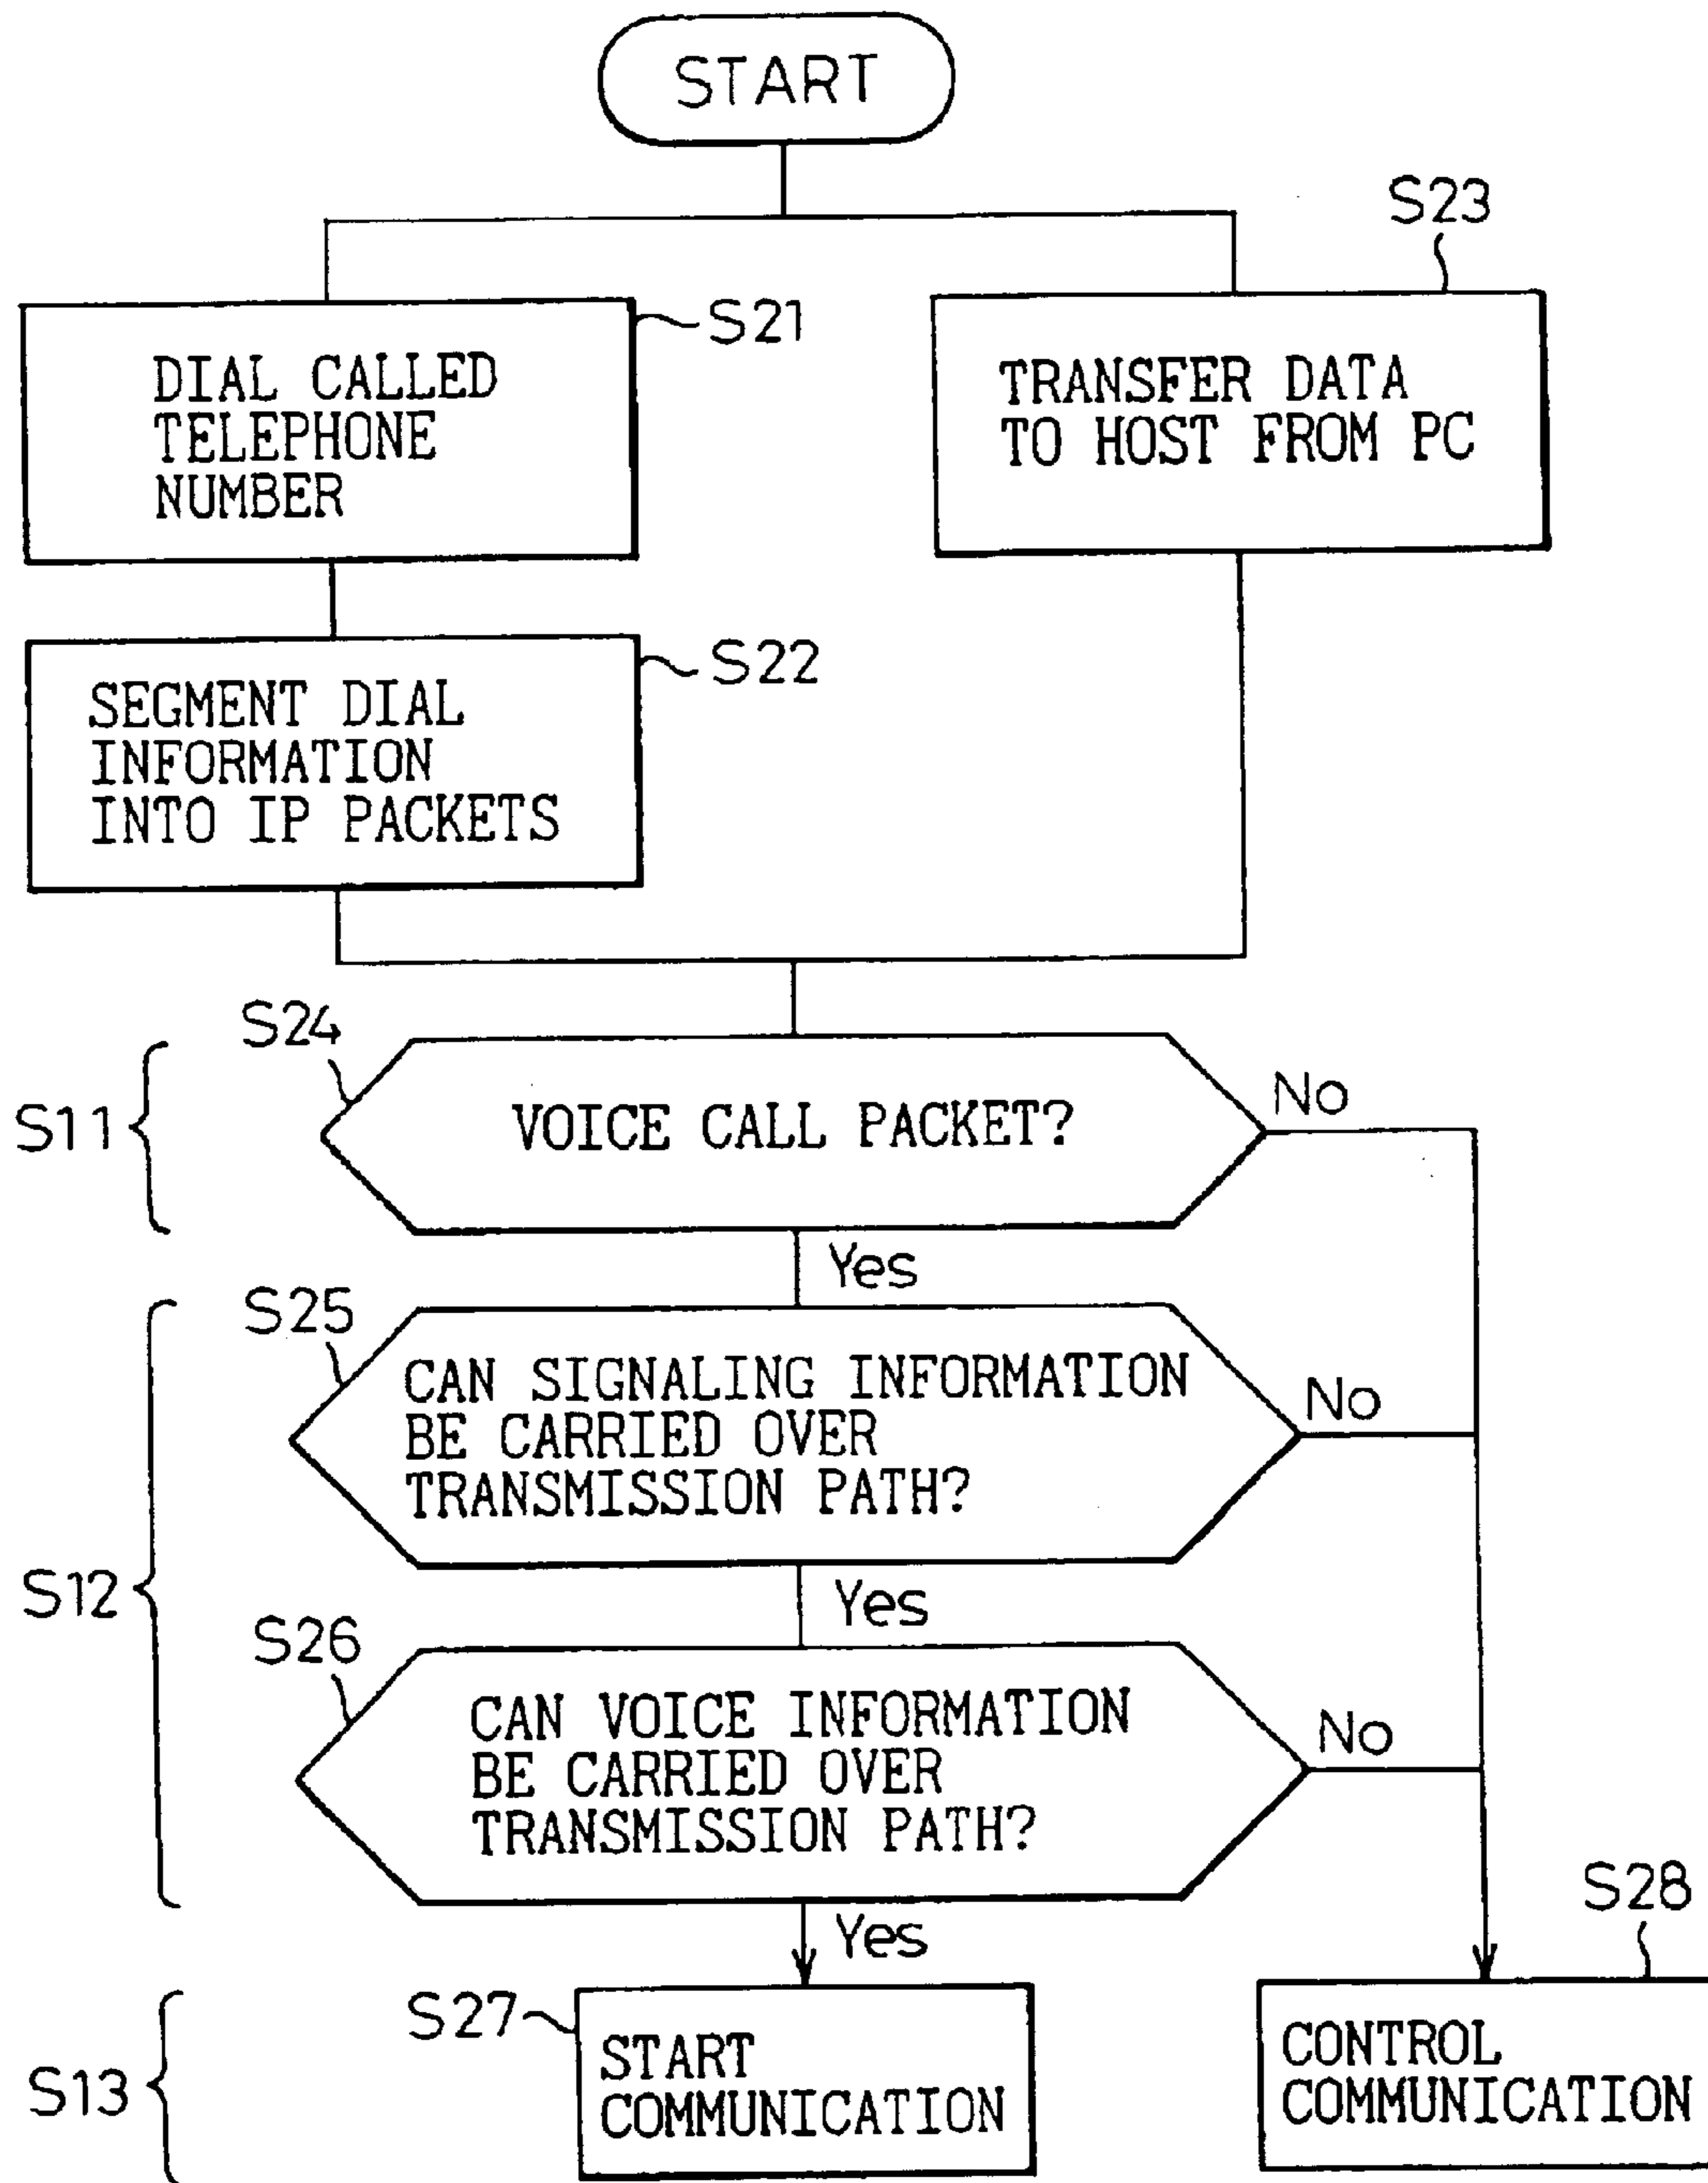 START
S23
S21
DIAL CALLED
TELEPHONE
NUMBER
TRANSFER DATA
TO HOST FROM PC
S22
SEGMENT DIAL
INFORMATION
INTO IP PACKETS
S24
S11
VOICE CALL PACKET?
No
Yes
S25
CAN SIGNALING INFORMATION
BE CARRIED OVER
TRANSMISSION PATH?
No
S12
Yes
S26
CAN VOICE INFORMATION
BE CARRIED OVER
TRANSMISSION PATH?
No
Yes
S28
S27
START
COMMUNICATION
CONTROL
COMMUNICATION
S13